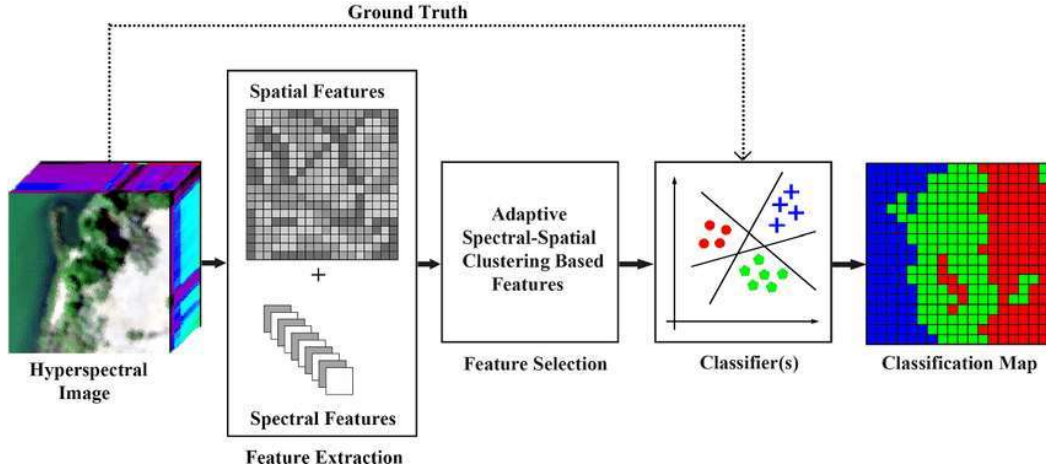 Ground Truth
Spatial Features
+
Spectral Features
Feature Extraction
Hyperspectral
Image
Adaptive
Spectral-Spatial
Clustering Based
Features
Feature Selection
Classifier(s)
Classification Map